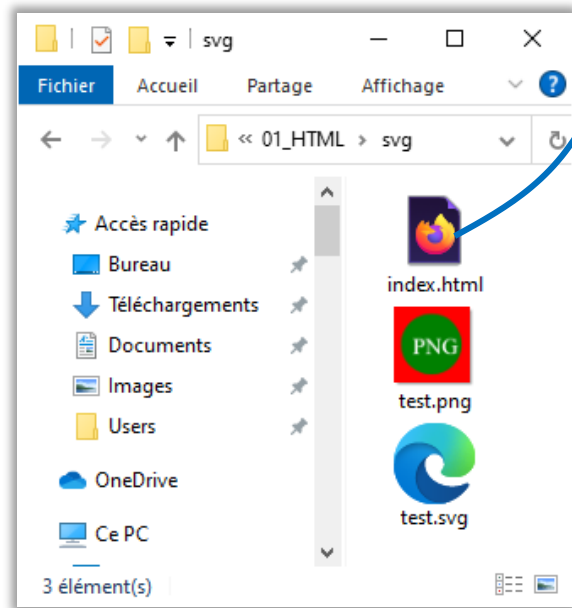 svg
Fichier Accueil Partage Affichage ?
« 01_HTML > svg
Accès rapide
Bureau
Téléchargements
Documents
Images
Users
OneDrive
Ce PC
index.html
PNG
test.png
test.svg
3 élément(s)